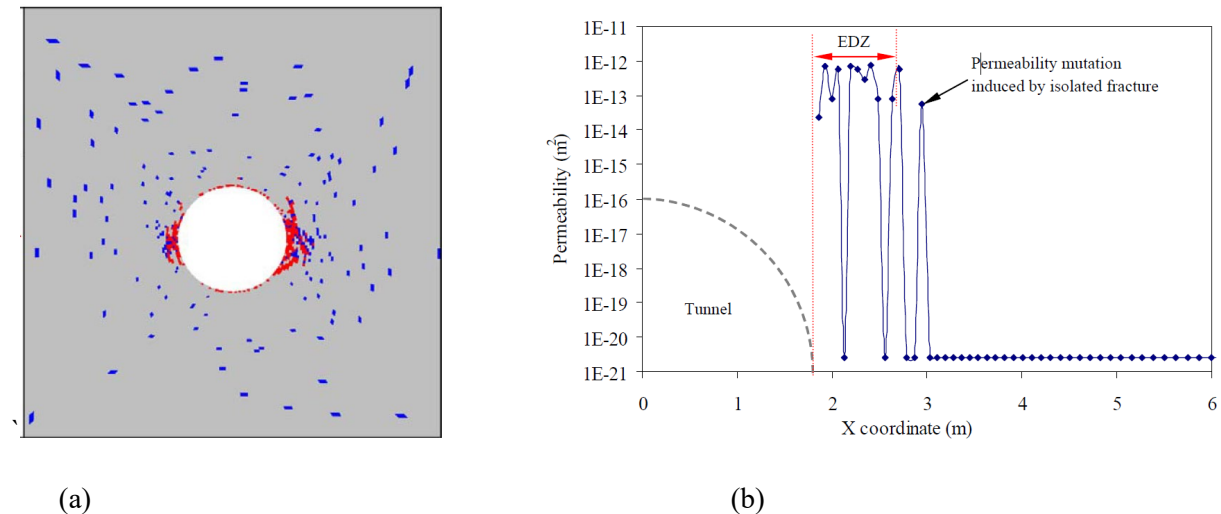 `
(a)
1E-11
1E-12
1E-13
1E-14
1E-15
1E-16
1E-17
1E-18
1E-19
1E-20
1E-21
Permeability (m²)
EDZ
Permeability mutation
induced by isolated fracture
Tunnel
0 1 2 3 4 5 6
X coordinate (m)
(b)